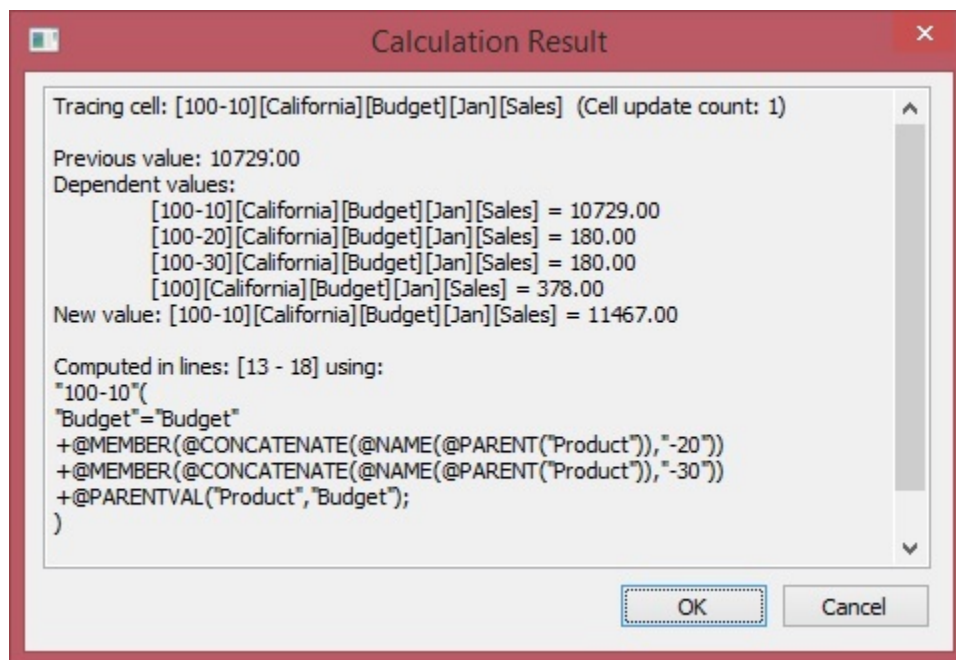 Calculation Result
Tracing cell: [100-10][California][Budget][Jan][Sales] (Cell update count: 1)
Previous value: 10729.00
Dependent values:
[100-10][California][Budget][Jan][Sales] = 10729.00
[100-20][California][Budget][Jan][Sales] = 180.00
[100-30][California][Budget][Jan][Sales] = 180.00
[100][California][Budget][Jan][Sales] = 378.00
New value: [100-10][California][Budget][Jan][Sales] = 11467.00
Computed in lines: [13 - 18] using:
"100-10"(
"Budget"="Budget"
+@MEMBER(@CONCATENATE(@NAME(@PARENT("Product")),"-20"))
+@MEMBER(@CONCATENATE(@NAME(@PARENT("Product")),"-30"))
+@PARENTVAL("Product","Budget");
)
OK Cancel